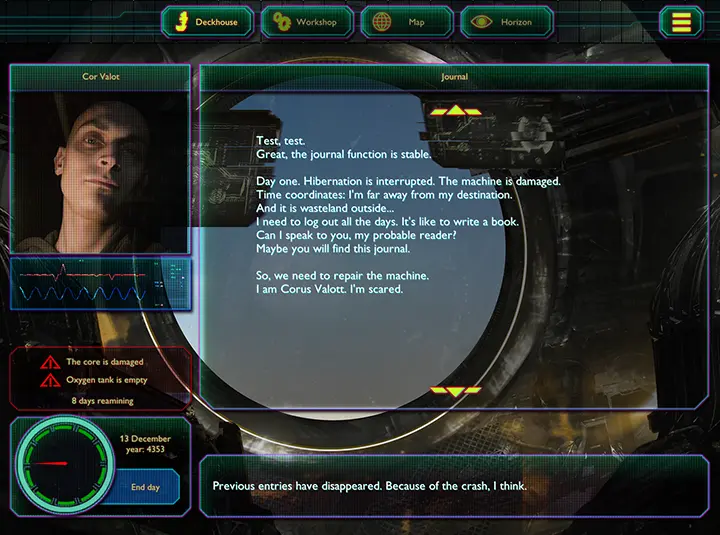 Deckhouse
Workshop
Map
Horizon
Cor Valot
Journal
Test, test.
Great, the journal function is stable.
Day one. Hibernation is interrupted. The machine is damaged.
Time coordinates: I'm far away from my destination.
And it is wasteland outside...
I need to log out all the days. It's like to write a book.
Can I speak to you, my probable reader?
Maybe you will find this journal.
So, we need to repair the machine.
I am Corus Valott. I'm scared.
The core is damaged
Oxygen tank is empty
8 days reamining
13 December
year: 4353
End day
Previous entries have disappeared. Because of the crash, I think.